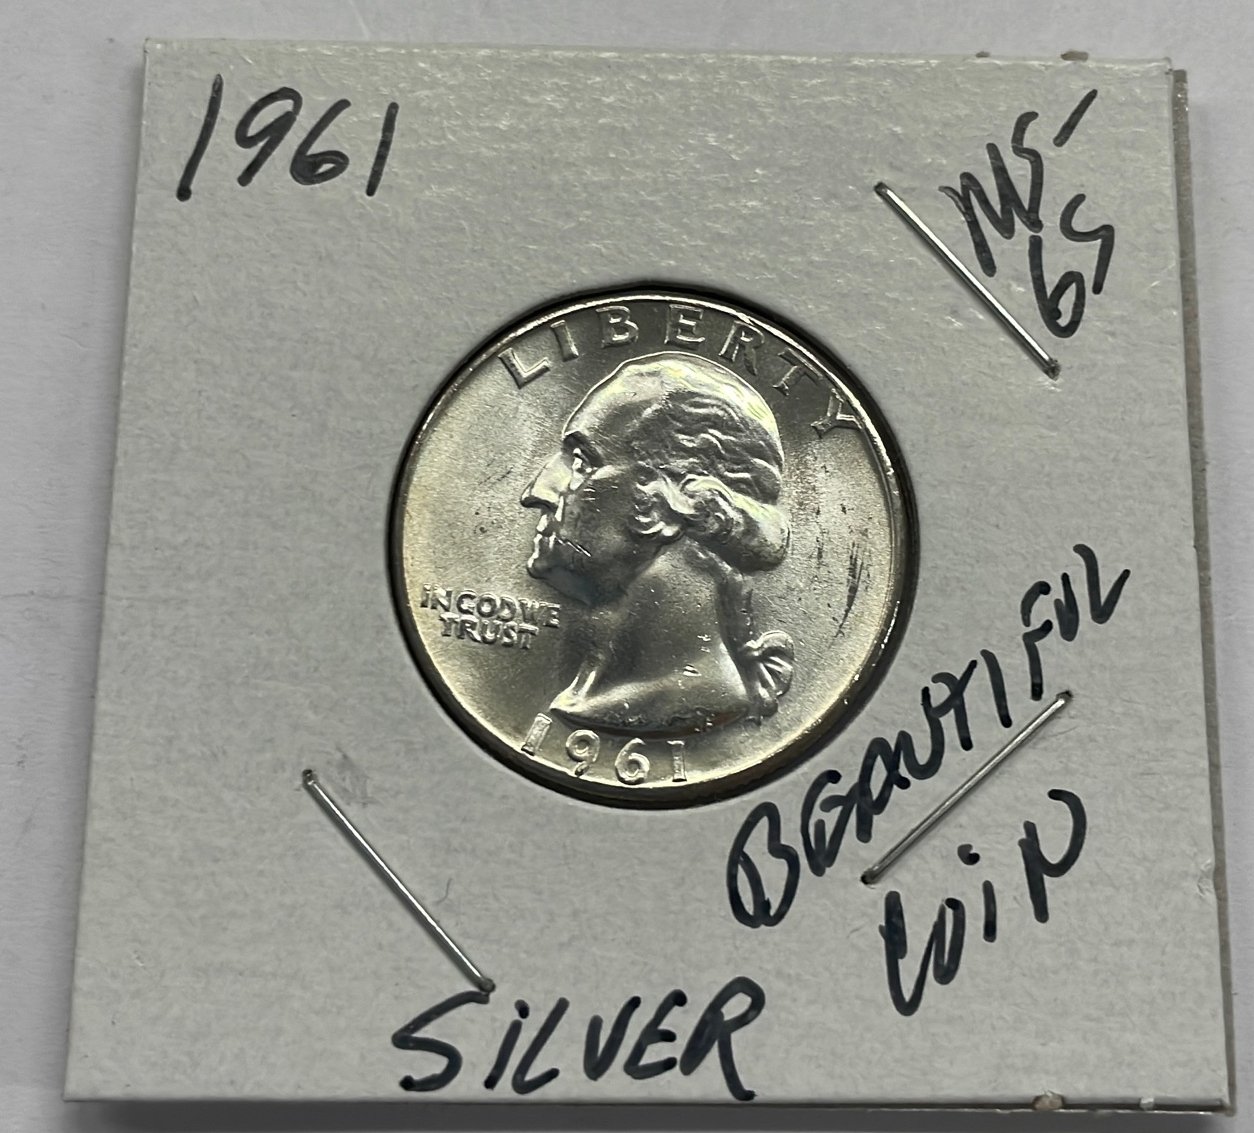 1961
MS-
65
LIBERTY
IN GOD WE
TRUST
1961
BEAUTIFUL
COIN
SILVER